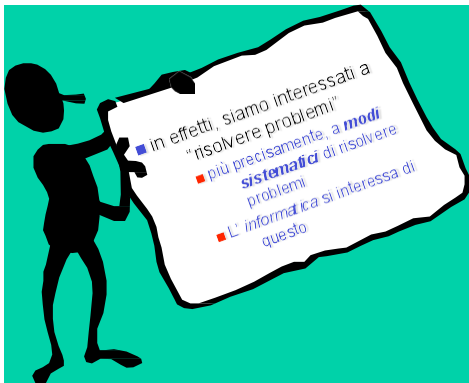 in effetti, siamo interessati a
"risolvere problemi"
più precisamente, a modi
sistematici di risolvere
problemi
L' informatica si interessa di
questo